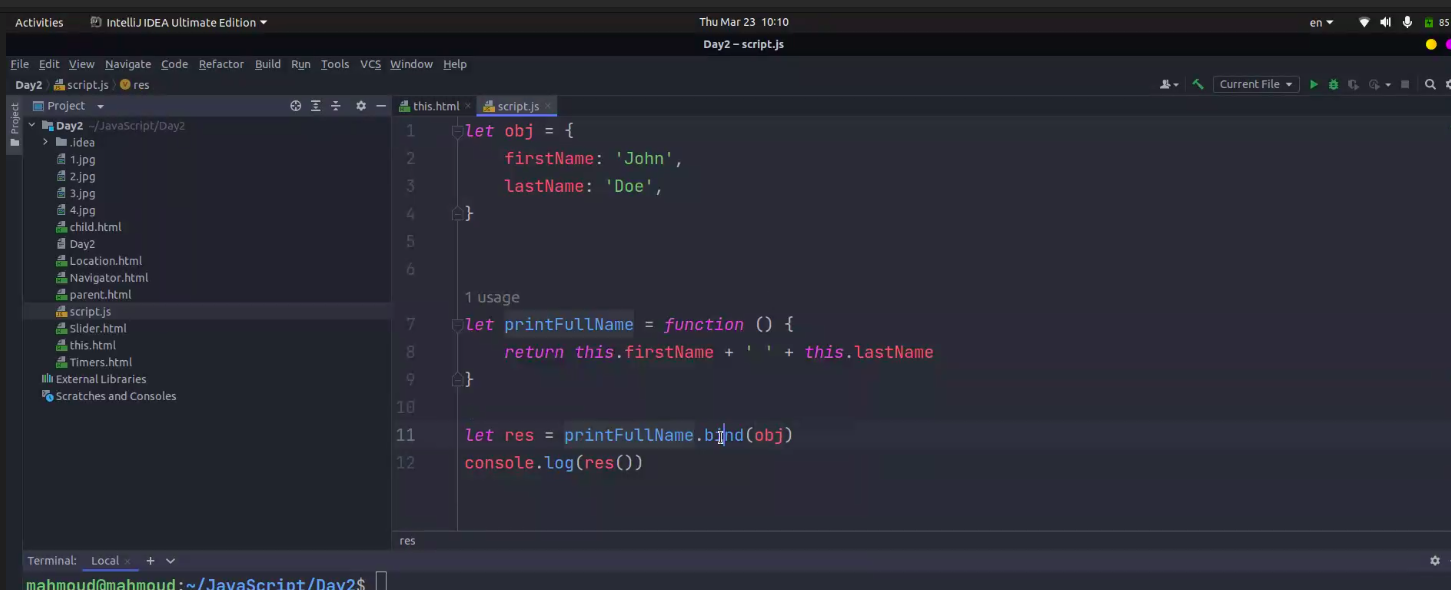 Activities IntelliJ IDEA Ultimate Edition Thu Mar 23 10:10 en 85
Day2 – script.js
File Edit View Navigate Code Refactor Build Run Tools VCS Window Help
Day2 script.js res Current File
Project
Project
this.html script.js
Day2 ~/JavaScript/Day2
.idea
1.jpg
2.jpg
3.jpg
4.jpg
child.html
Day2
Location.html
Navigator.html
parent.html
script.js
Slider.html
this.html
Timers.html
External Libraries
Scratches and Consoles
1 let obj = {
2 firstName: 'John',
3 lastName: 'Doe',
4 }
5
6
1 usage
7 let printFullName = function () {
8 return this.firstName + ' ' + this.lastName
9 }
10
11 let res = printFullName.bind(obj)
12 console.log(res())
res
Terminal: Local
mahmoud@mahmoud:~/JavaScript/Day2$